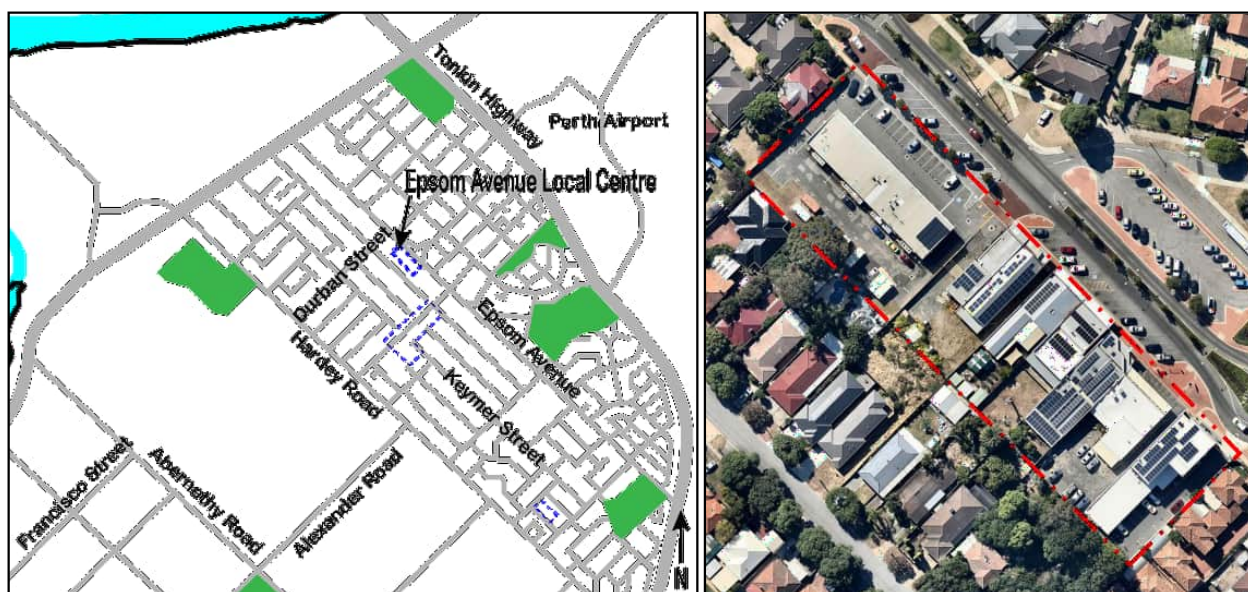 Tonkin Highway
Perth Airport
Epsom Avenue Local Centre
Durban Street
Hardey Road
Epsom Avenue
Keymer Street
Francisco Street
Abernethy Road
Alexander Road
N